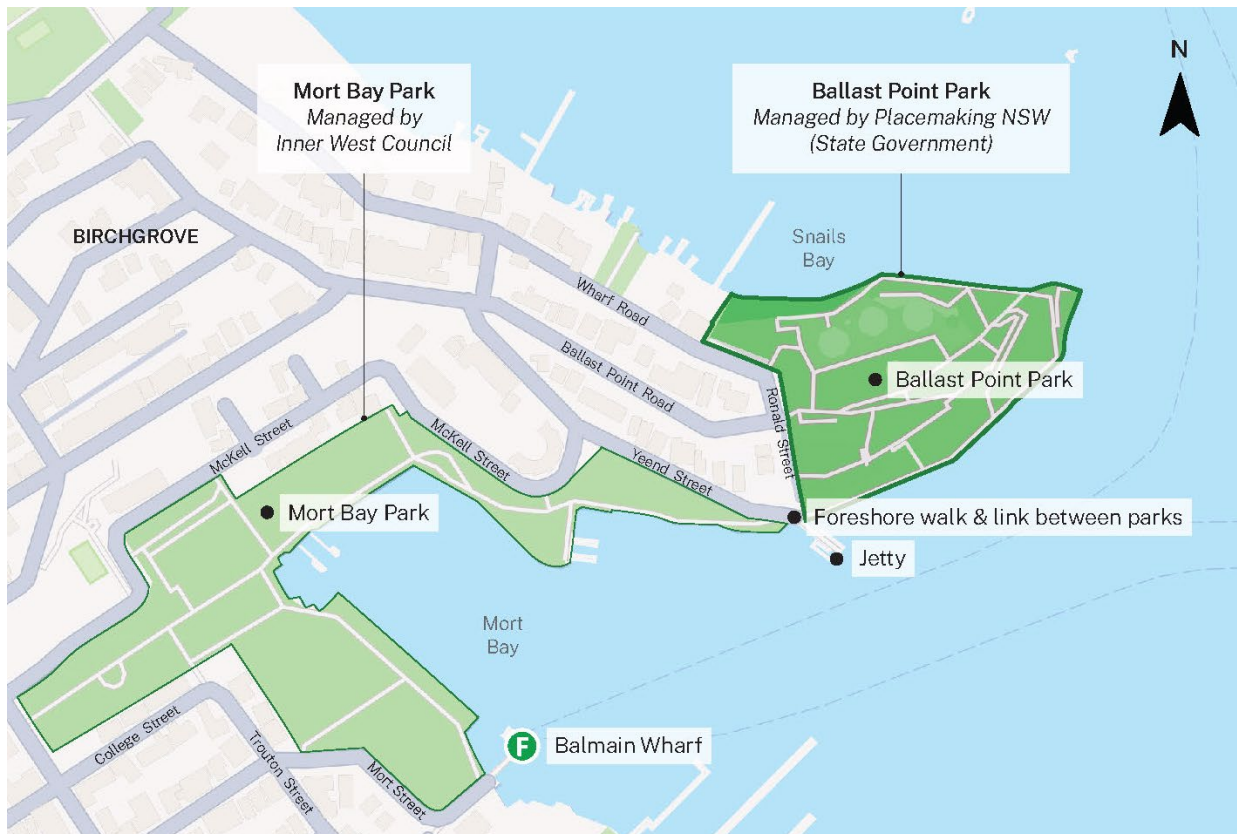 N
Mort Bay Park
Managed by
Inner West Council
Ballast Point Park
Managed by Placemaking NSW
(State Government)
BIRCHGROVE
Snails
Bay
Wharf Road
Ballast Point Road
Ballast Point Park
Ronald Street
McKell Street
McKell Street
Yeend Street
Mort Bay Park
Foreshore walk & link between parks
Jetty
Mort
Bay
College Street
Trouton Street
Mort Street
F
Balmain Wharf